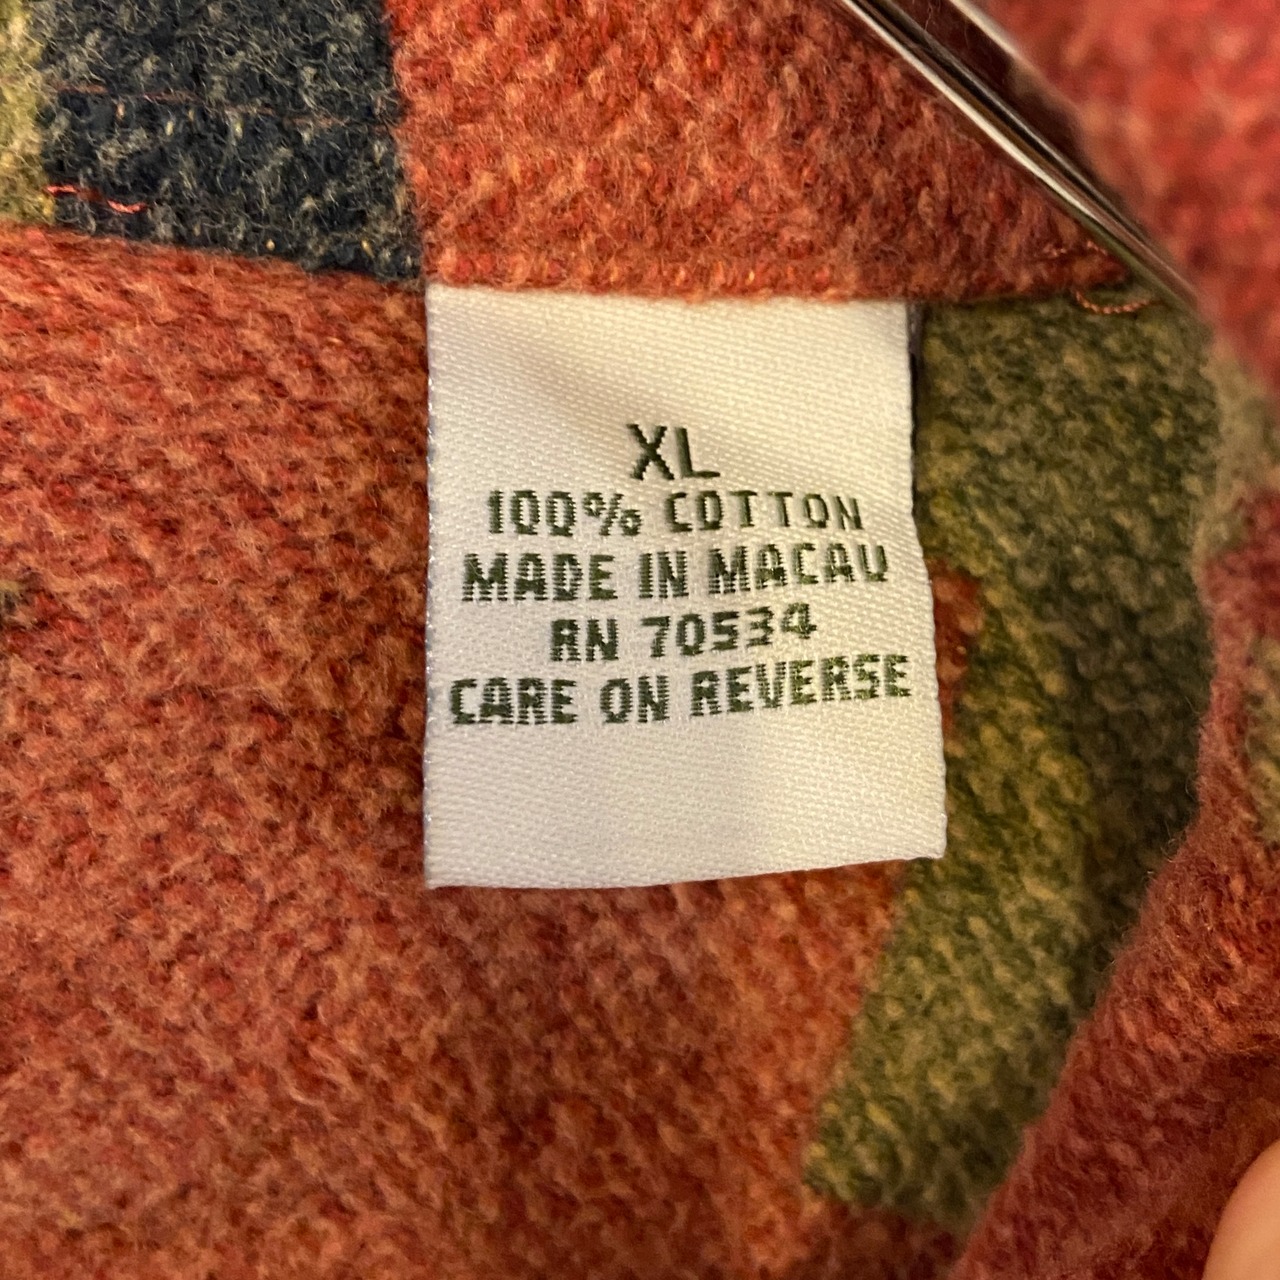 XL
100% COTTON
MADE IN MACAU
RN 70534
CARE ON REVERSE